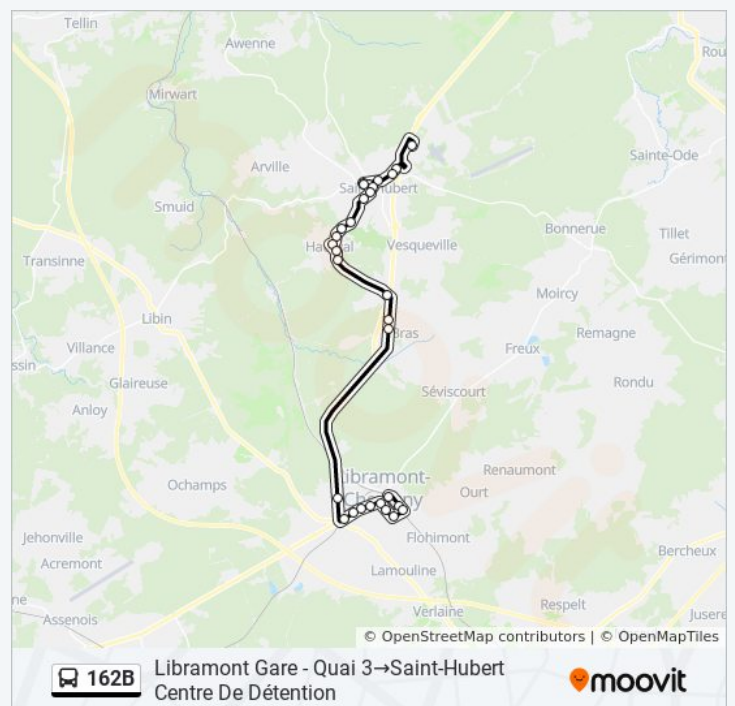 Tellin
Awenne
Mirwart
Arville
Sainte-Ode
Smuid
Bonnerue
Tillet
Vesqueville
Gérimont
Transinne
Moircy
Libin
Bras
Remagne
Villance
Freux
Glaireuse
Rondu
Séviscourt
Anloy
Renaumont
Ochamps
Ourt
Jehonville
Flohimont
Bercheux
Acremont
Lamouline
Respelt
Verlaine
Assenois
© OpenStreetMap contributors | © OpenMapTiles
162B
Libramont Gare - Quai 3→Saint-Hubert
Centre De Détention
moovit